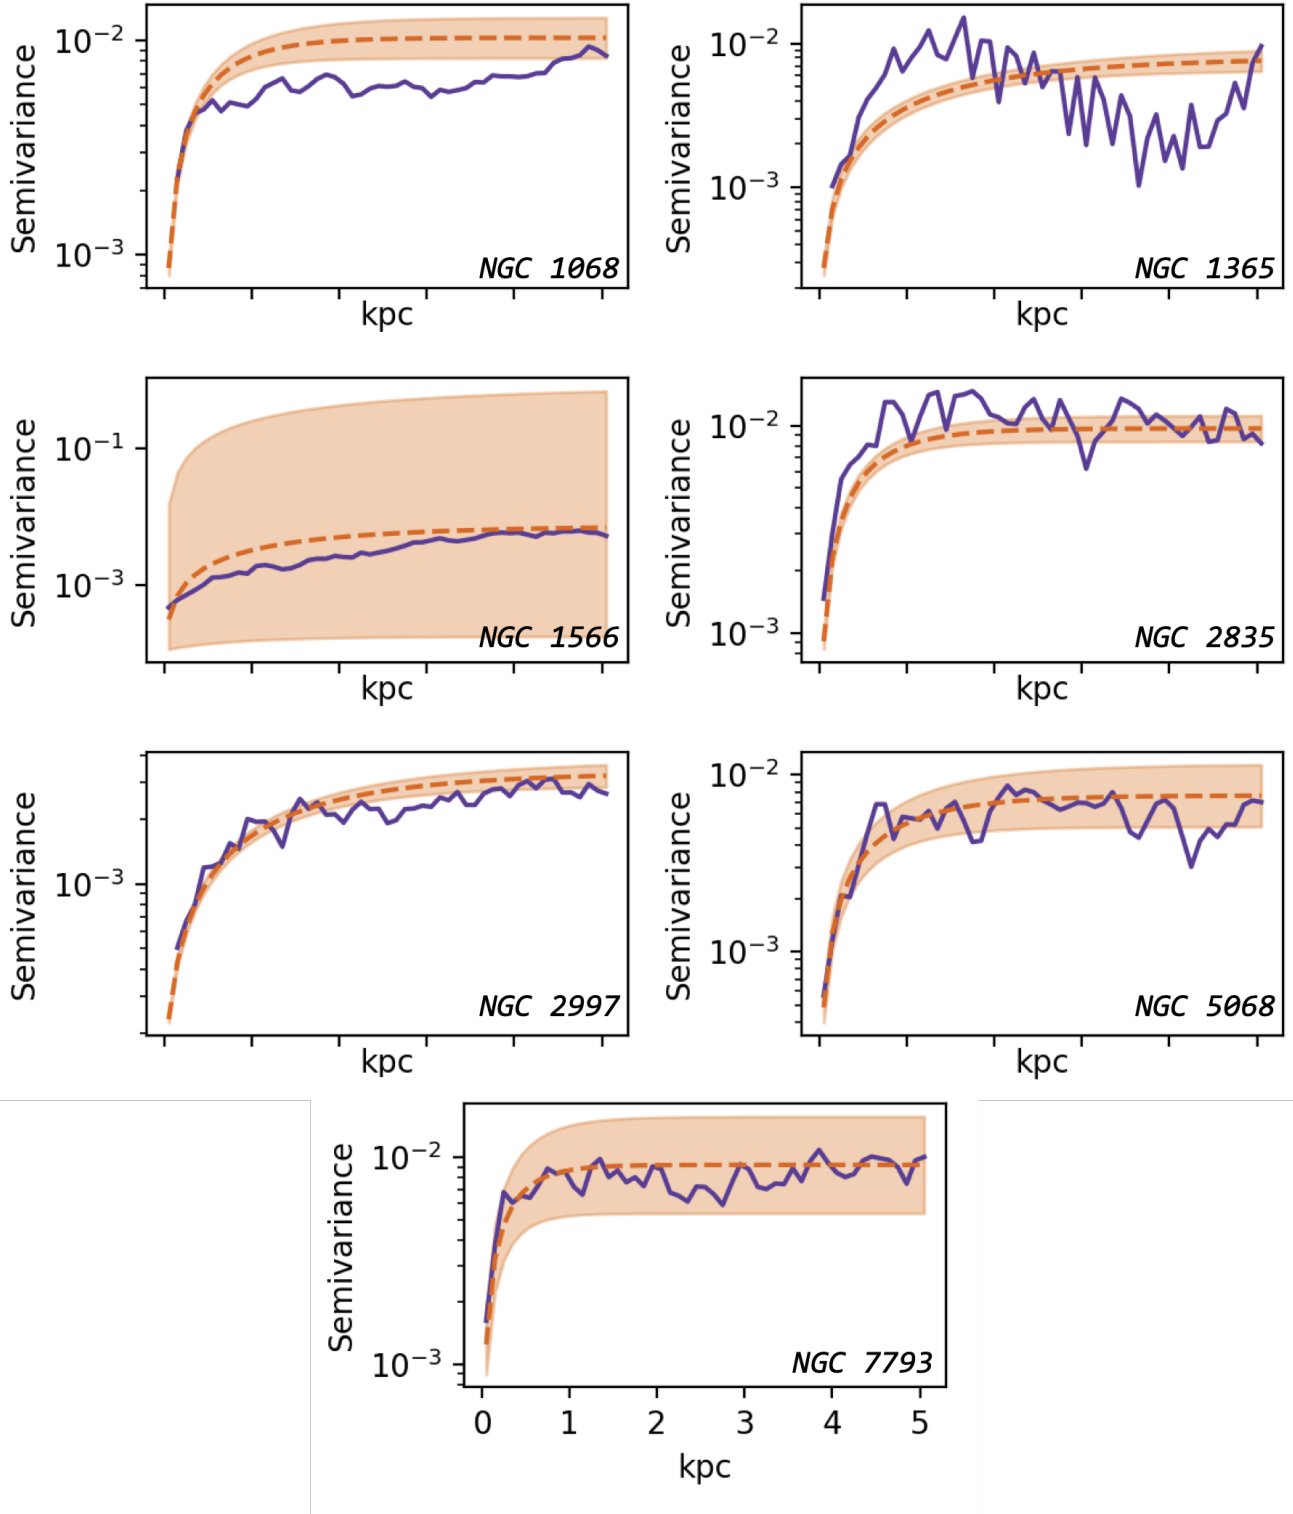 Semivariance
10⁻²
10⁻³
NGC 1068
kpc
Semivariance
10⁻²
10⁻³
NGC 1365
kpc
Semivariance
10⁻¹
10⁻³
NGC 1566
kpc
Semivariance
10⁻²
10⁻³
NGC 2835
kpc
Semivariance
10⁻³
NGC 2997
kpc
Semivariance
10⁻²
10⁻³
NGC 5068
kpc
Semivariance
10⁻²
10⁻³
NGC 7793
0 1 2 3 4 5
kpc